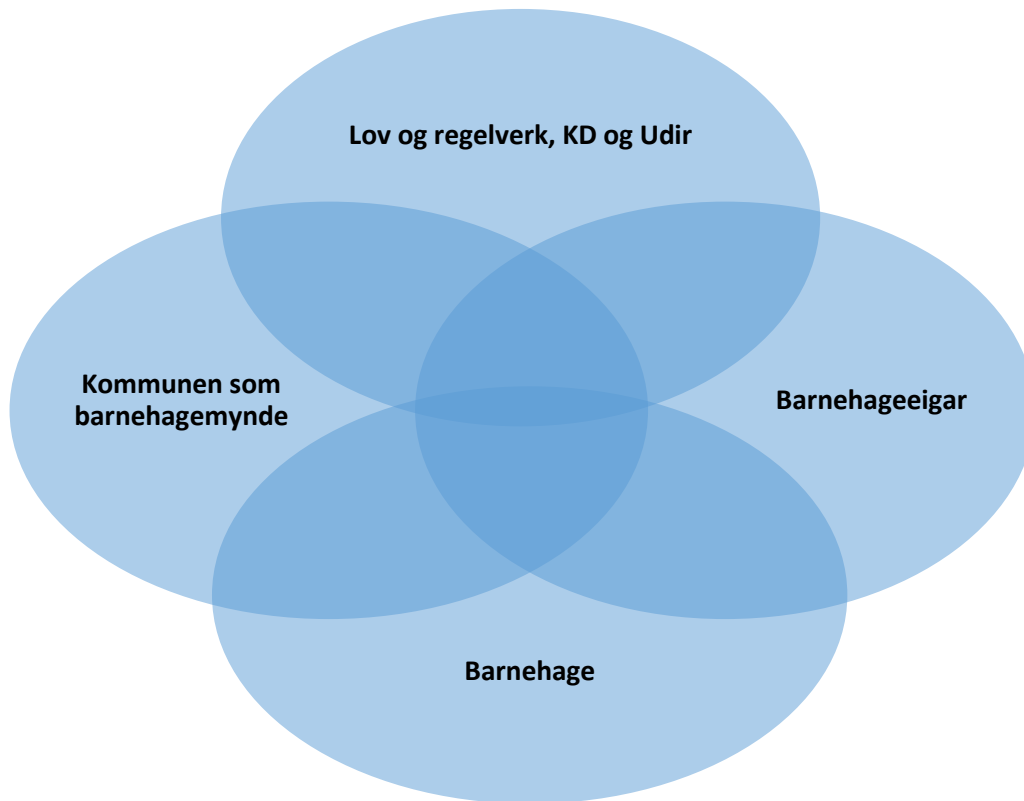 Lov og regelverk, KD og Udir
Kommunen som
barnehagemynde
Barnehageeigar
Barnehage